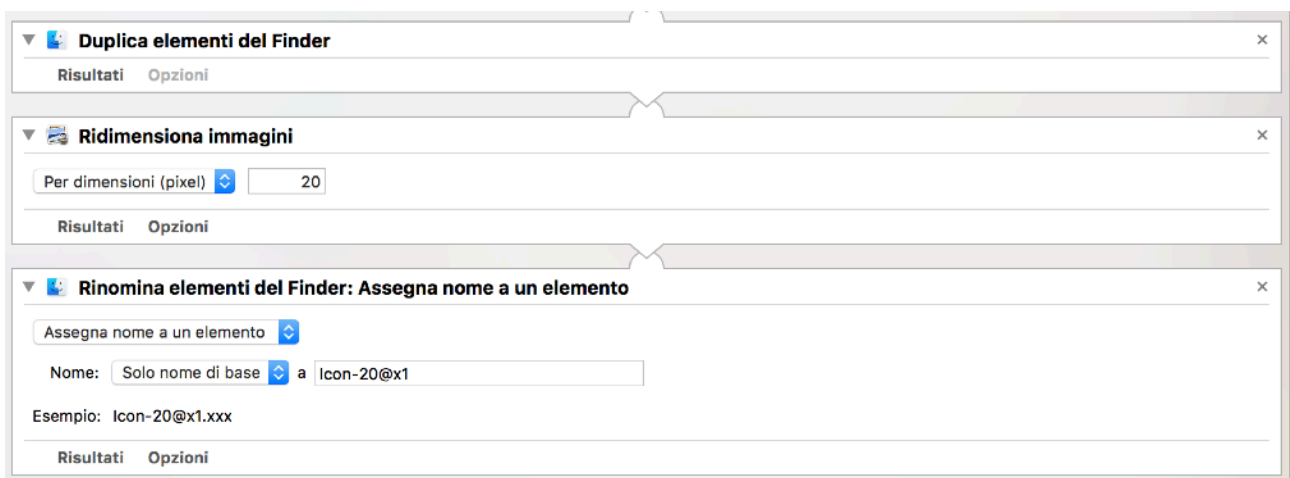 Duplica elementi del Finder
Risultati Opzioni
Ridimensiona immagini
Per dimensioni (pixel) 20
Risultati Opzioni
Rinomina elementi del Finder: Assegna nome a un elemento
Assegna nome a un elemento
Nome: Solo nome di base a Icon-20@x1
Esempio: Icon-20@x1.xxx
Risultati Opzioni